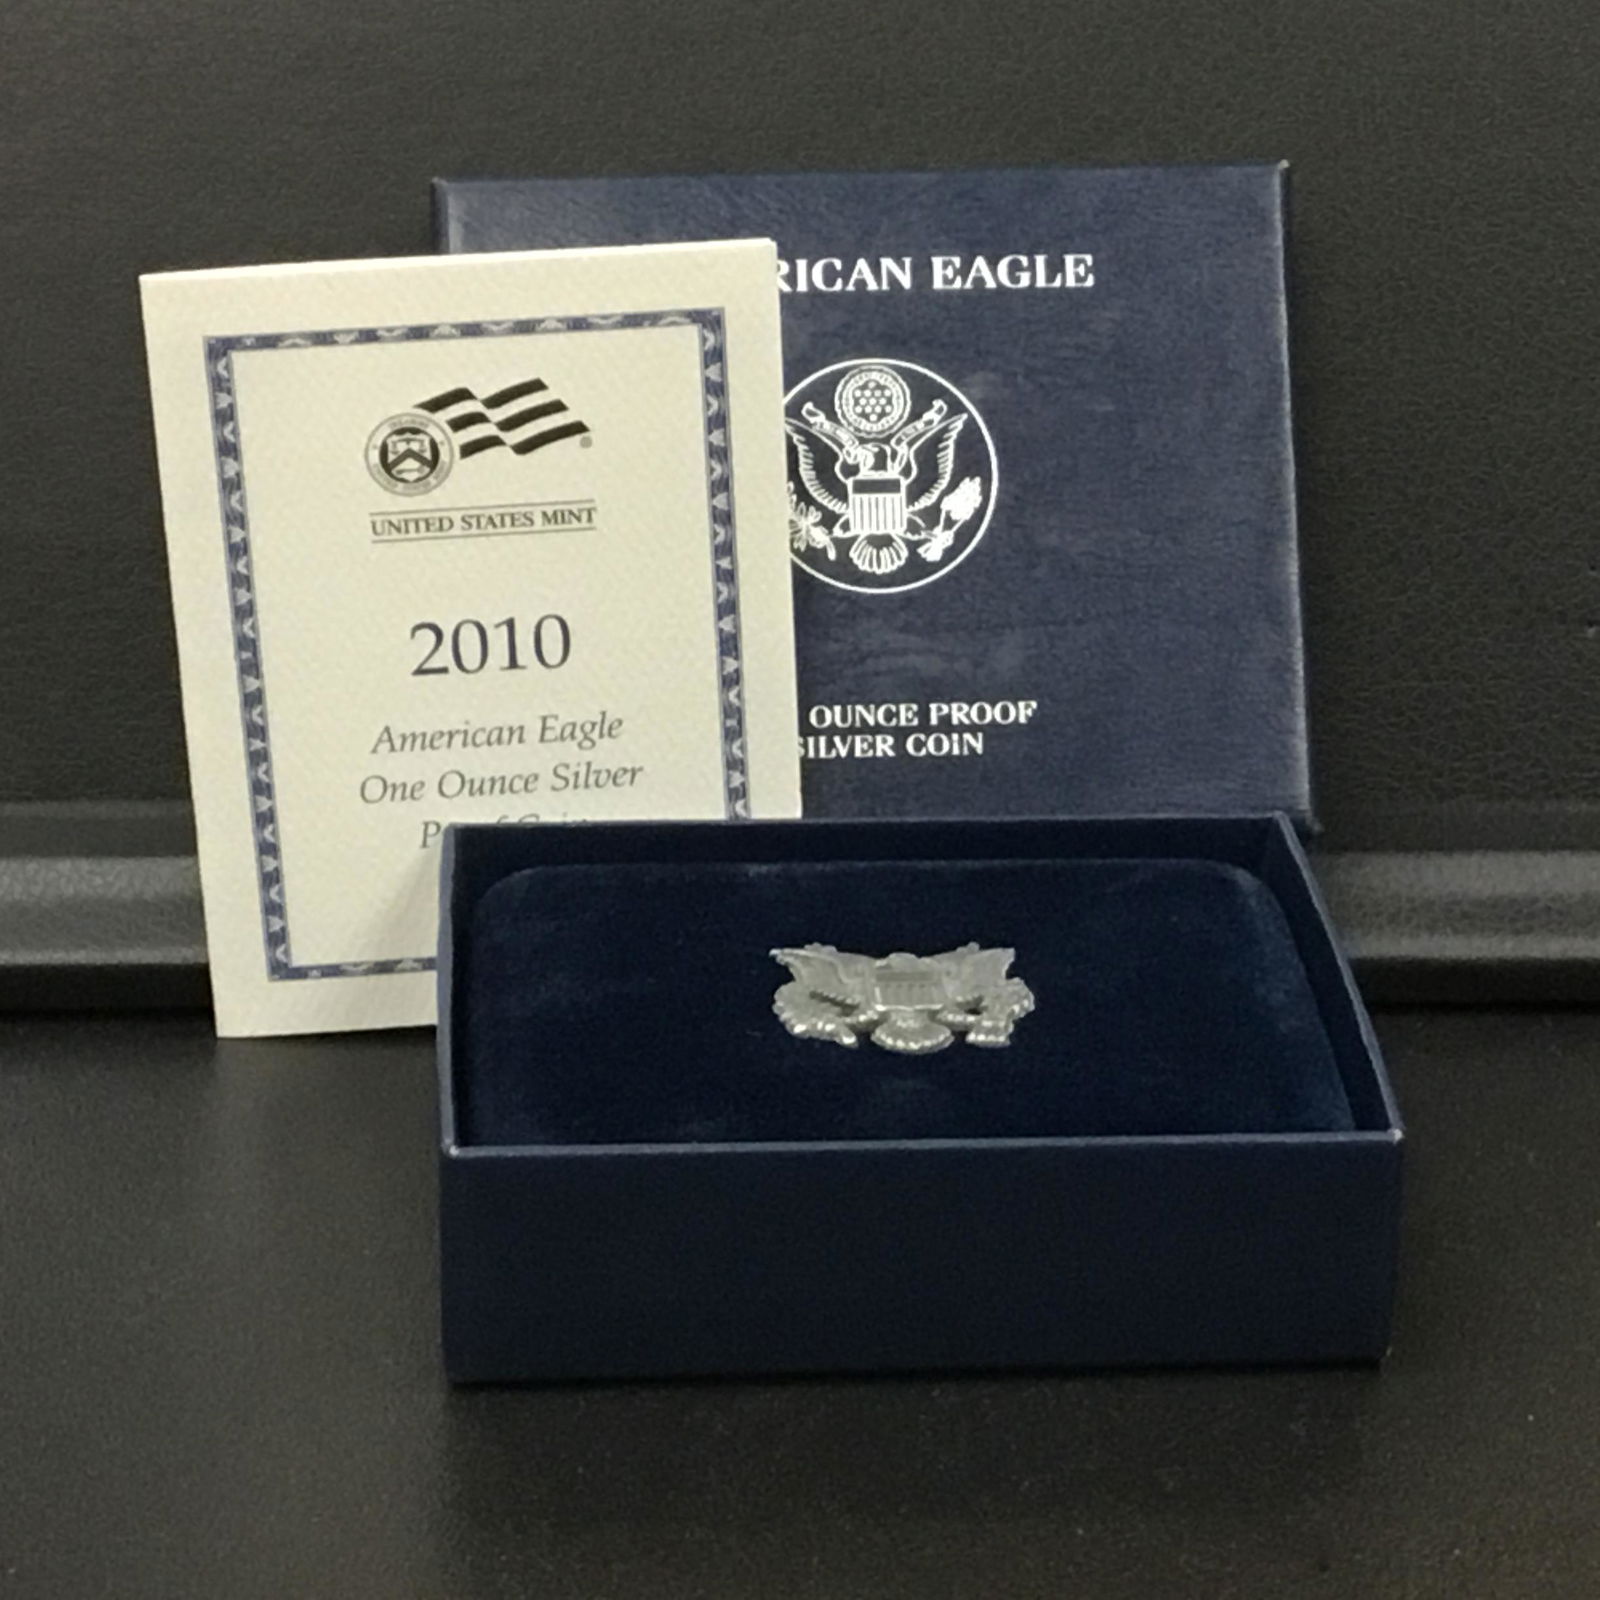 UNITED STATES MINT
2010
American Eagle
One Ounce Silver
RICAN EAGLE
OUNCE PROOF
SILVER COIN